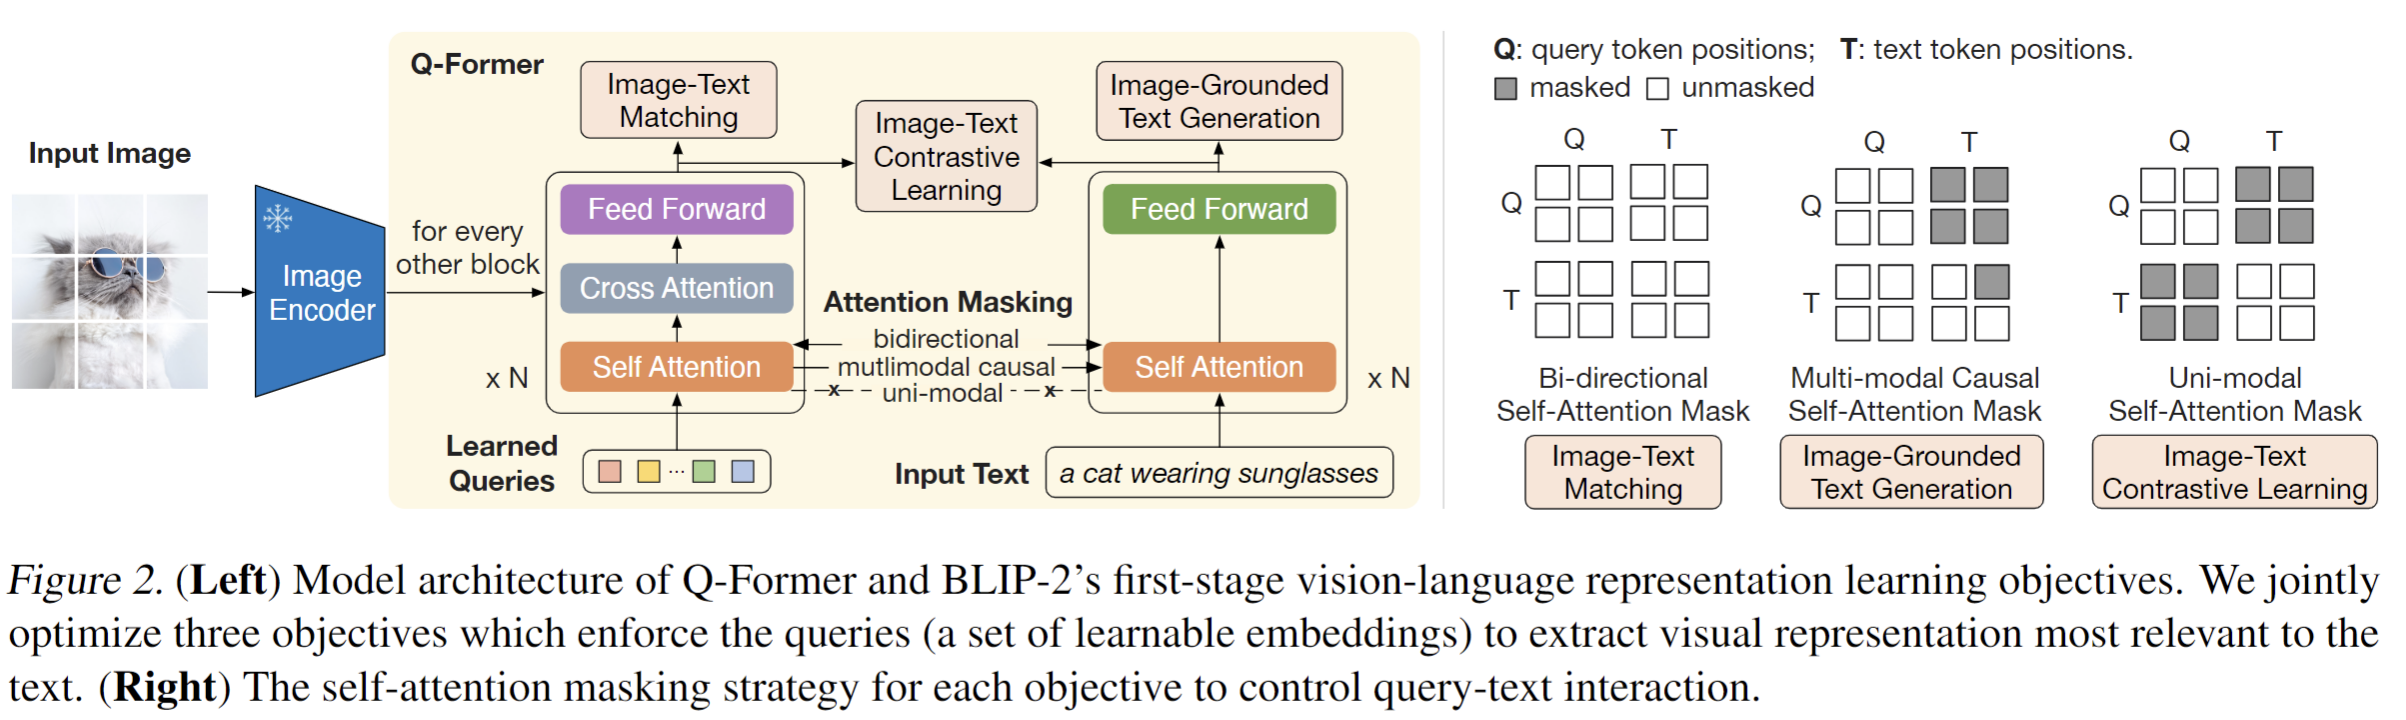 Q-Former
Image-Text
Matching
Image-Text
Contrastive
Learning
Image-Grounded
Text Generation
Input Image
Image
Encoder
for every
other block
Feed Forward
Cross Attention
Self Attention
x N
Attention Masking
bidirectional
mutlimodal causal
x uni-modal x
Feed Forward
Self Attention
x N
Learned
Queries
...
Input Text
a cat wearing sunglasses
Q: query token positions; T: text token positions.
masked unmasked
Q T
Q
T
Bi-directional
Self-Attention Mask
Image-Text
Matching
Q T
Q
T
Multi-modal Causal
Self-Attention Mask
Image-Grounded
Text Generation
Q T
Q
T
Uni-modal
Self-Attention Mask
Image-Text
Contrastive Learning
Figure 2. (Left) Model architecture of Q-Former and BLIP-2’s first-stage vision-language representation learning objectives. We jointly
optimize three objectives which enforce the queries (a set of learnable embeddings) to extract visual representation most relevant to the
text. (Right) The self-attention masking strategy for each objective to control query-text interaction.